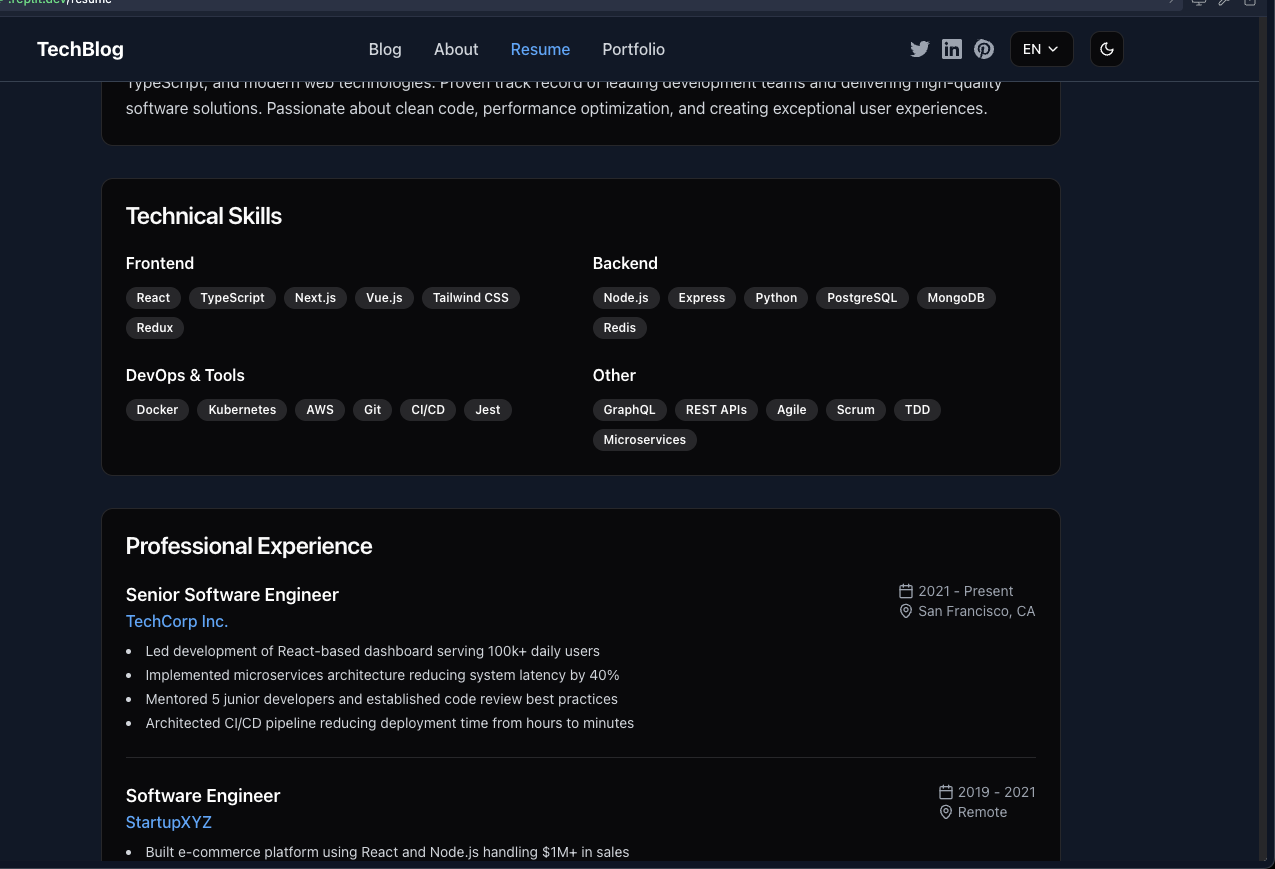 .replit.dev/resume
TechBlog
Blog About Resume Portfolio
EN
TypeScript, and modern web technologies. Proven track record of leading development teams and delivering high-quality
software solutions. Passionate about clean code, performance optimization, and creating exceptional user experiences.
Technical Skills
Frontend
React TypeScript Next.js Vue.js Tailwind CSS
Redux
Backend
Node.js Express Python PostgreSQL MongoDB
Redis
DevOps & Tools
Docker Kubernetes AWS Git CI/CD Jest
Other
GraphQL REST APIs Agile Scrum TDD
Microservices
Professional Experience
Senior Software Engineer
2021 - Present
TechCorp Inc.
San Francisco, CA
• Led development of React-based dashboard serving 100k+ daily users
• Implemented microservices architecture reducing system latency by 40%
• Mentored 5 junior developers and established code review best practices
• Architected CI/CD pipeline reducing deployment time from hours to minutes
Software Engineer
2019 - 2021
StartupXYZ
Remote
• Built e-commerce platform using React and Node.js handling $1M+ in sales